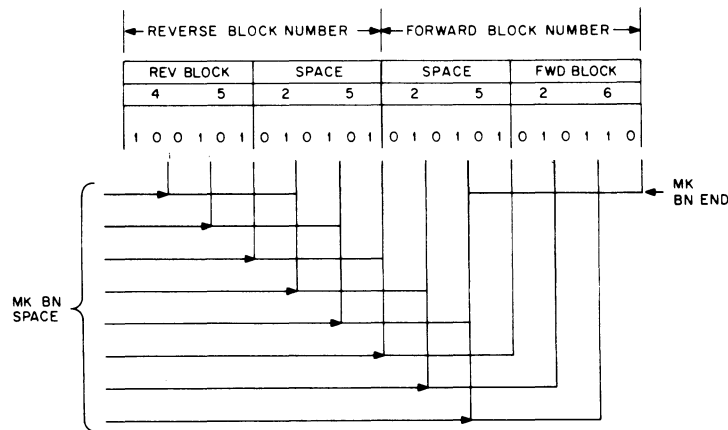 REVERSE BLOCK NUMBER FORWARD BLOCK NUMBER
REV BLOCK SPACE SPACE FWD BLOCK
4 5 2 5 2 5 2 6
1 0 0 1 0 1 0 1 0 1 0 1 0 1 0 1 0 1 0 1 0 1 1 0
MK
BN END
MK BN
SPACE